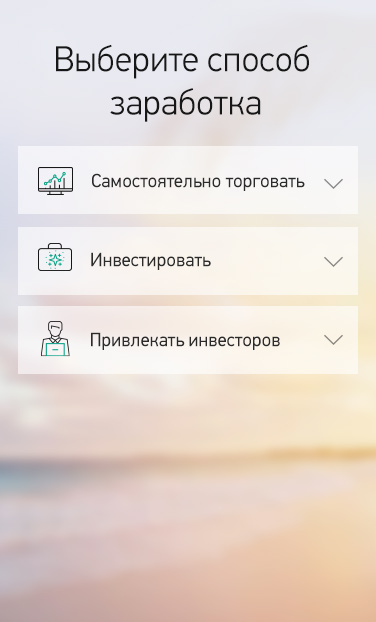 Выберите способ
заработка
Самостоятельно торговать
Инвестировать
Привлекать инвесторов